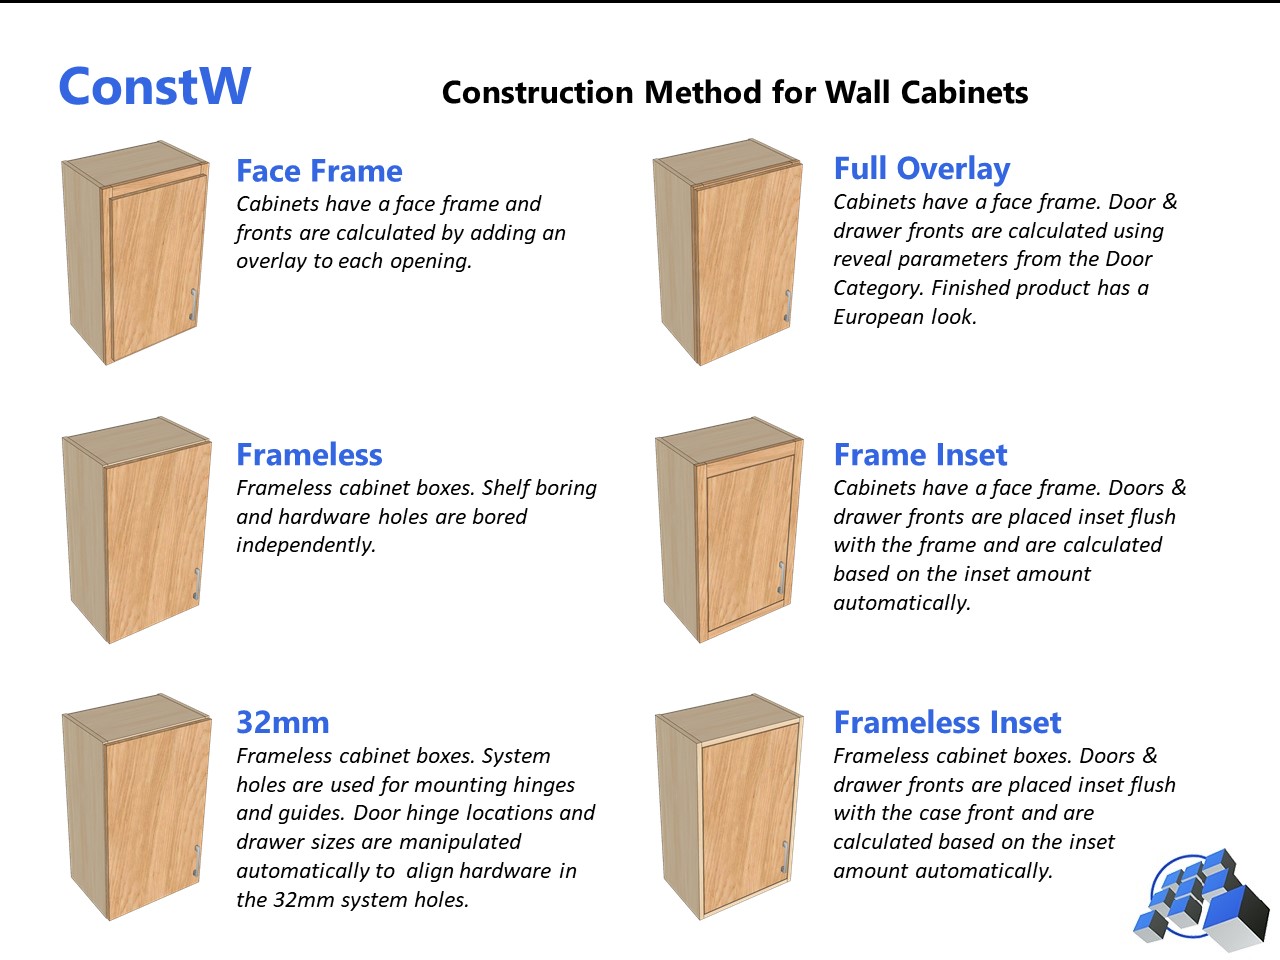 ConstW
Construction Method for Wall Cabinets
Face Frame
Cabinets have a face frame and
fronts are calculated by adding an
overlay to each opening.
Full Overlay
Cabinets have a face frame. Door &
drawer fronts are calculated using
reveal parameters from the Door
Category. Finished product has a
European look.
Frameless
Frameless cabinet boxes. Shelf boring
and hardware holes are bored
independently.
Frame Inset
Cabinets have a face frame. Doors &
drawer fronts are placed inset flush
with the frame and are calculated
based on the inset amount
automatically.
32mm
Frameless cabinet boxes. System
holes are used for mounting hinges
and guides. Door hinge locations and
drawer sizes are manipulated
automatically to align hardware in
the 32mm system holes.
Frameless Inset
Frameless cabinet boxes. Doors &
drawer fronts are placed inset flush
with the case front and are
calculated based on the inset
amount automatically.